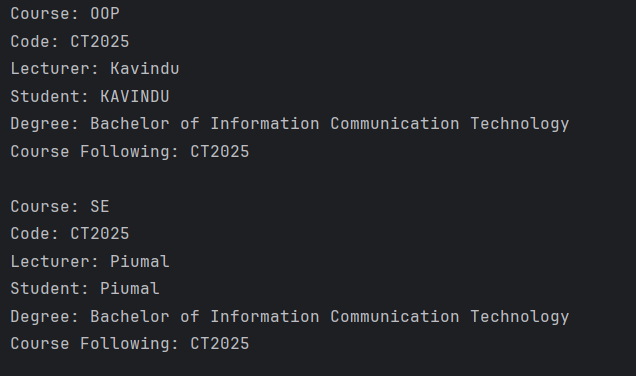 Course: OOP
Code: CT2025
Lecturer: Kavindu
Student: KAVINDU
Degree: Bachelor of Information Communication Technology
Course Following: CT2025

Course: SE
Code: CT2025
Lecturer: Piumal
Student: Piumal
Degree: Bachelor of Information Communication Technology
Course Following: CT2025